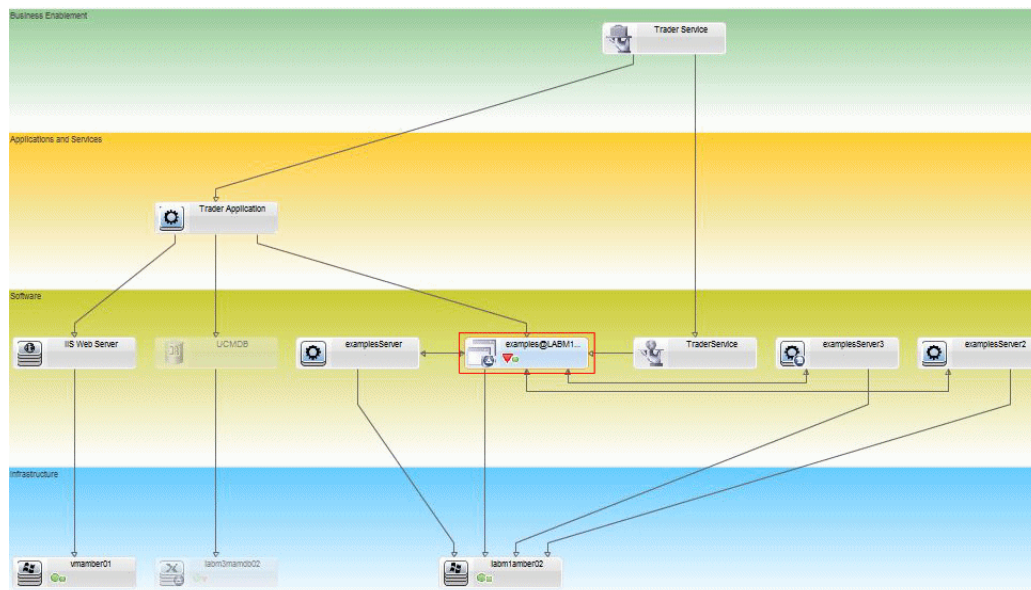 Business Enablement
Trader Service
Applications and Services
Trader Application
Software
IIS Web Server
UCMDB
examplesServer
examples@LABM1...
TraderService
examplesServer3
examplesServer2
Infrastructure
vmamber01
labm3mamdb02
labm1amber02